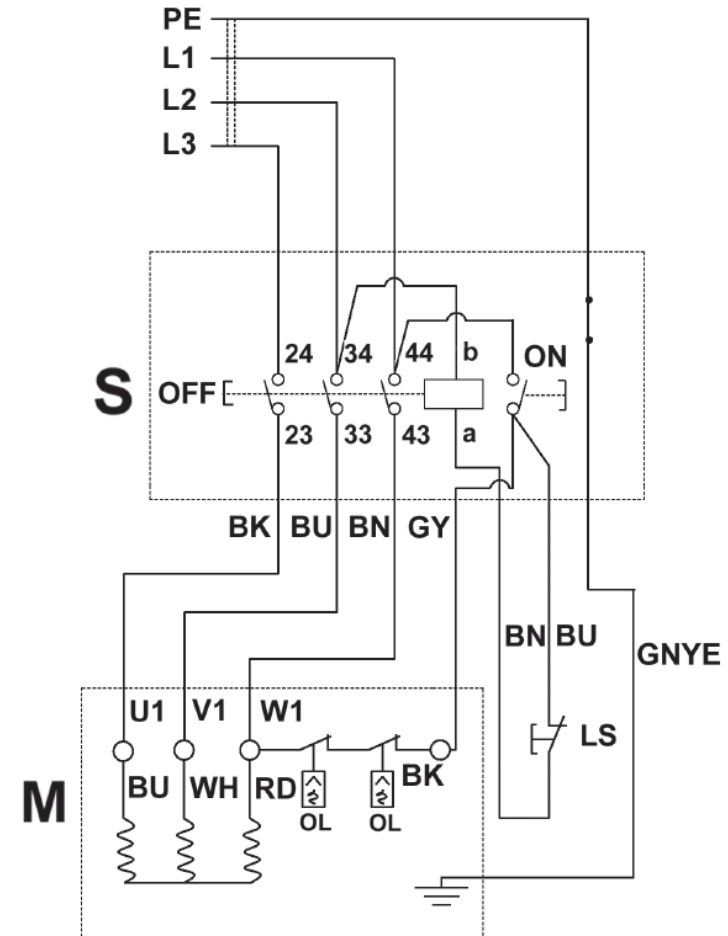 PE
L1
L2
L3
24 34 44 b ON
S OFF
23 33 43 a
BK BU BN GY
BN BU GNYE
U1 V1 W1
LS
M BU WH RD BK
OL OL